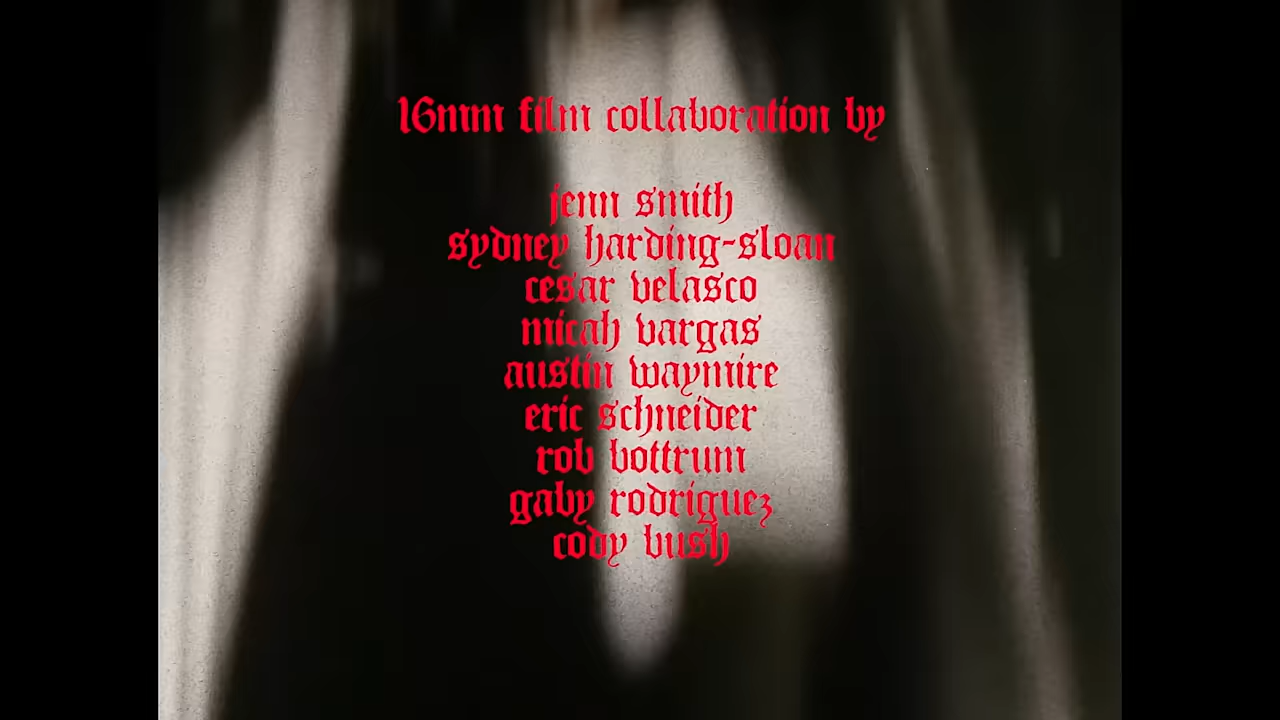 16mm film collaboration by
jenn smith
sydney harding-sloan
cesar velasco
micah vargas
austin waymire
eric schneider
rob bottrum
gaby rodriguez
cody bush